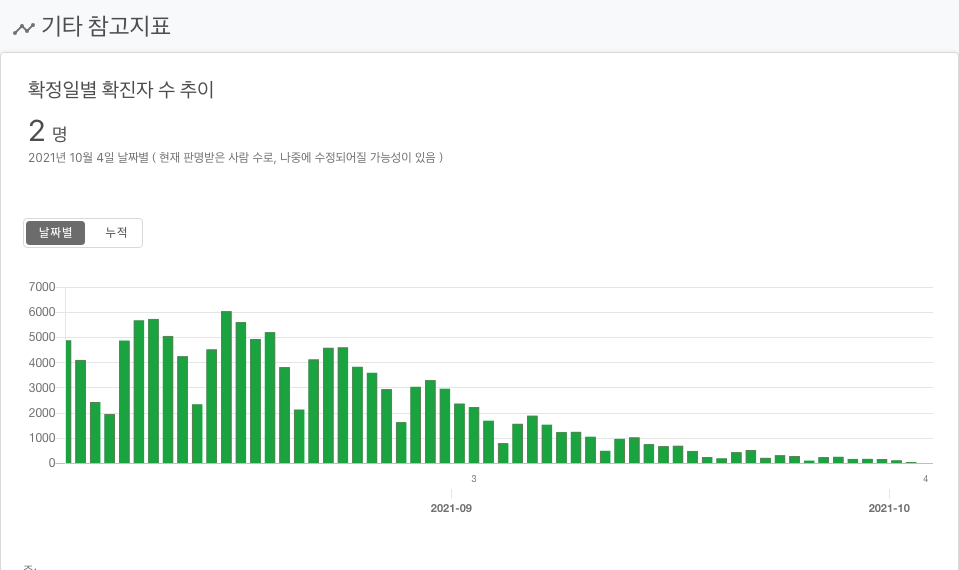 기타 참고지표
확정일별 확진자 수 추이
2 명
2021년 10월 4일 날짜별 ( 현재 판명받은 사람 수로, 나중에 수정되어질 가능성이 있음 )
날짜별 누적
7000
6000
5000
4000
3000
2000
1000
0
3 4
2021-09 2021-10